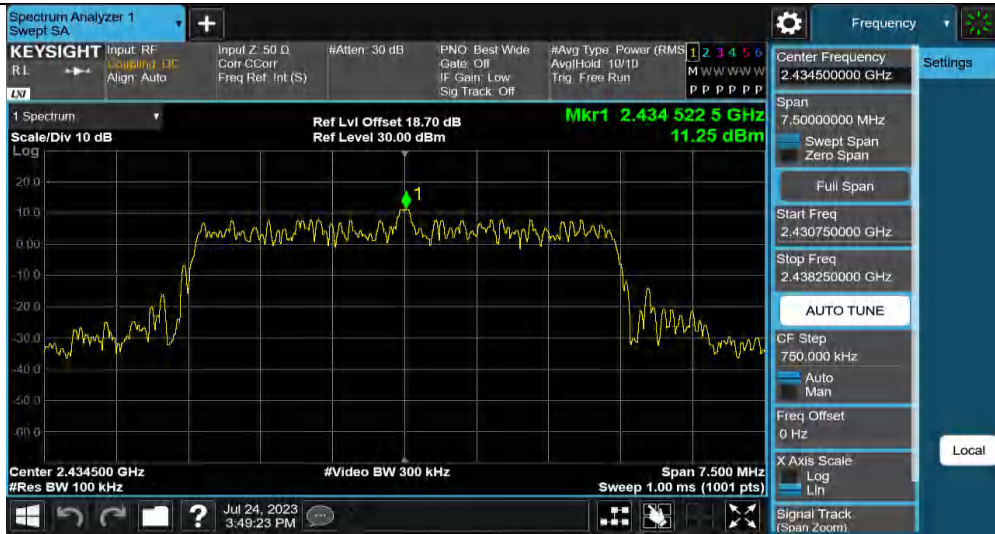 Spectrum Analyzer 1
Swept SA
Frequency
KEYSIGHT
RL
LXI
Input: RF
Coupling: DC
Align: Auto
Input Z: 50 Ω
Corr CCorr
Freq Ref: Int (S)
#Atten: 30 dB
PNO: Best Wide
Gate: Off
IF Gain: Low
Sig Track: Off
#Avg Type: Power (RMS
Avg|Hold: 10/10
Trig: Free Run
1 2 3 4 5 6
M W W W W W
P P P P P P
Center Frequency
2.434500000 GHz
Settings
1 Spectrum
Scale/Div 10 dB
Log
Ref Lvl Offset 18.70 dB
Ref Level 30.00 dBm
Mkr1 2.434 522 5 GHz
11.25 dBm
Span
7.50000000 MHz
Swept Span
Zero Span
Full Span
Start Freq
2.430750000 GHz
Stop Freq
2.438250000 GHz
AUTO TUNE
CF Step
750.000 kHz
Auto
Man
Freq Offset
0 Hz
X Axis Scale
Log
Lin
Signal Track
(Span Zoom)
Local
1
20.0
10.0
0.00
-10.0
-20.0
-30.0
-40.0
-50.0
-60.0
Center 2.434500 GHz
#Res BW 100 kHz
#Video BW 300 kHz
Span 7.500 MHz
Sweep 1.00 ms (1001 pts)
?
Jul 24, 2023
3:49:23 PM